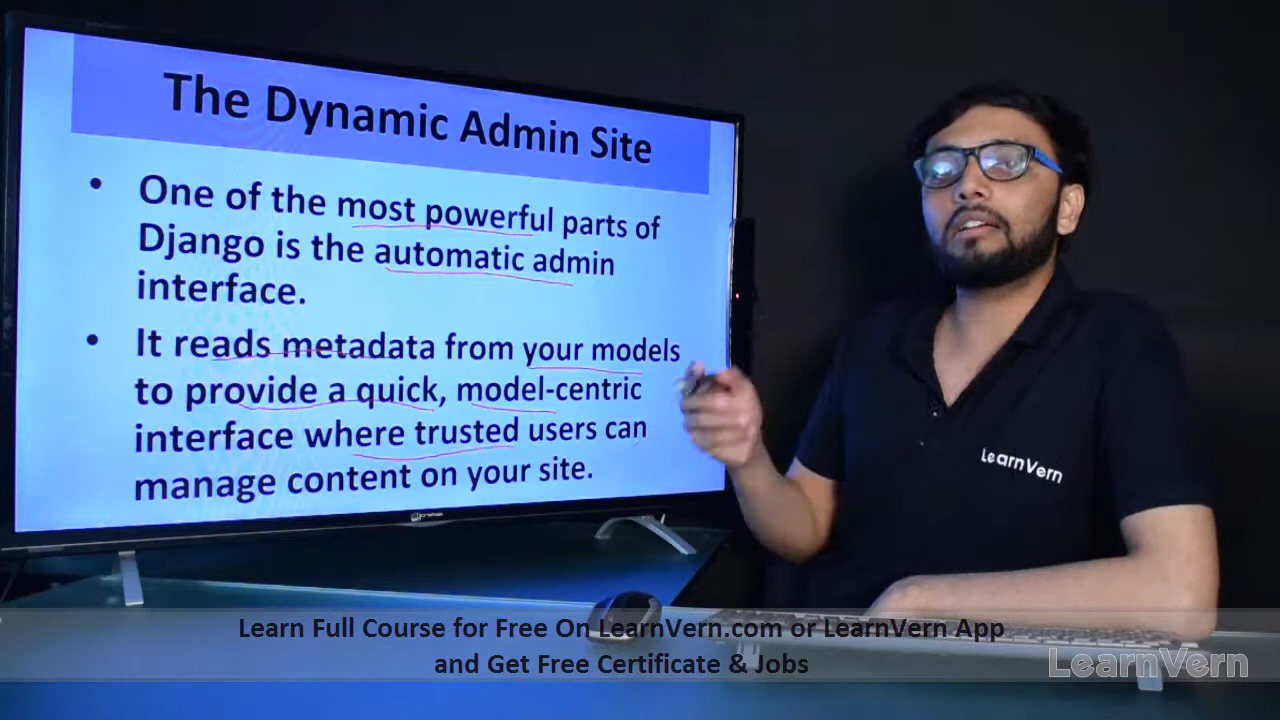 The Dynamic Admin Site
• One of the most powerful parts of
Django is the automatic admin
interface.
• It reads metadata from your models
to provide a quick, model-centric
interface where trusted users can
manage content on your site.
LearnVern
Learn Full Course for Free On LearnVern.com or LearnVern App
and Get Free Certificate & Jobs
LearnVern